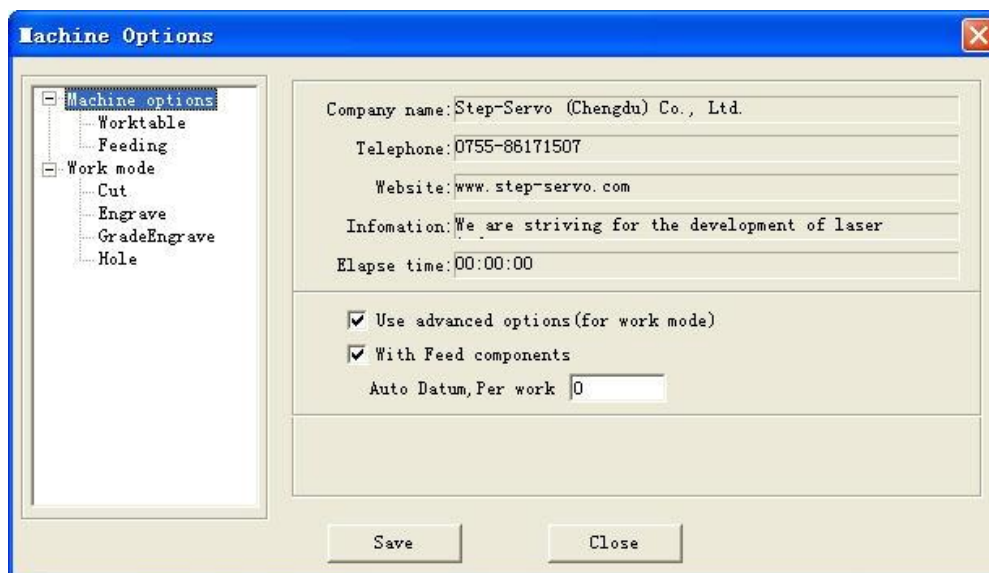 Machine Options
Machine options
Worktable
Feeding
Work mode
Cut
Engrave
GradeEngrave
Hole
Company name: Step-Servo (Chengdu) Co., Ltd.
Telephone: 0755-86171507
Website: www.step-servo.com
Infomation: We are striving for the development of laser
Elapse time: 00:00:00
Use advanced options(for work mode)
With Feed components
Auto Datum,Per work 0
Save
Close